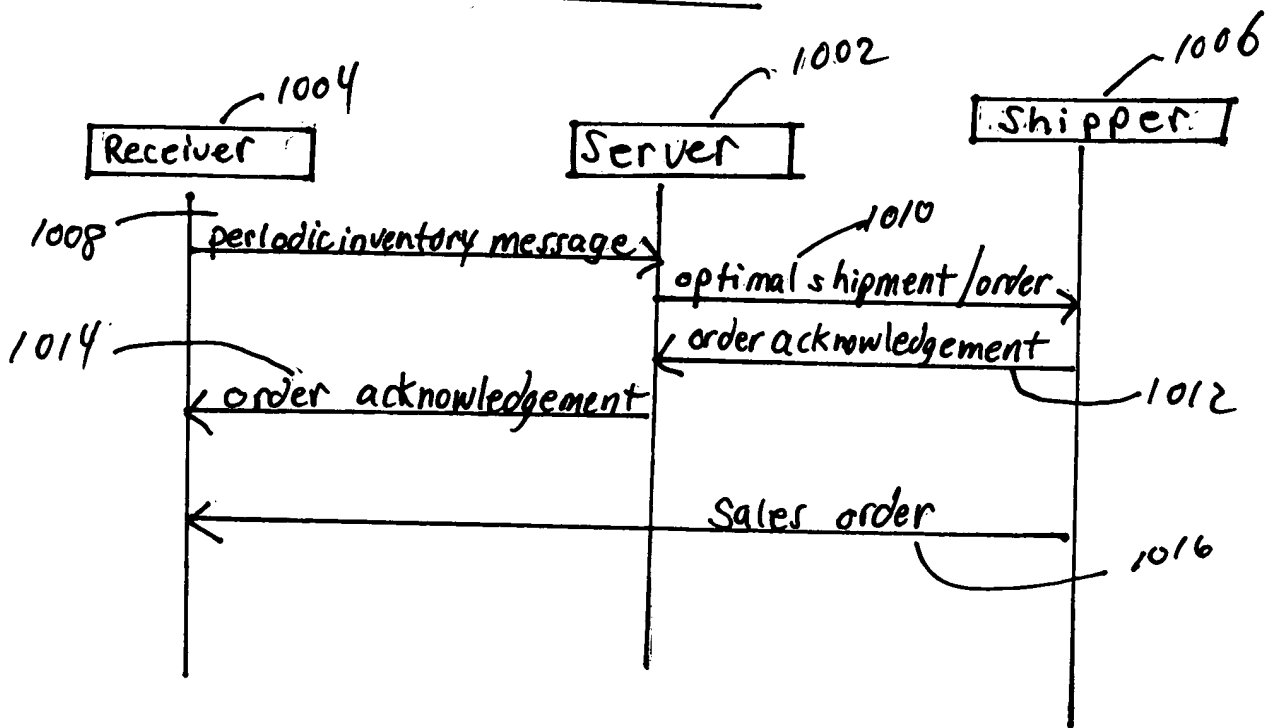 1006
1002
1004
Shipper
Receiver
Server
1008
periodic inventory message
1010
optimal shipment/order
1014
order acknowledgement
order acknowledgement
1012
Sales order
1016